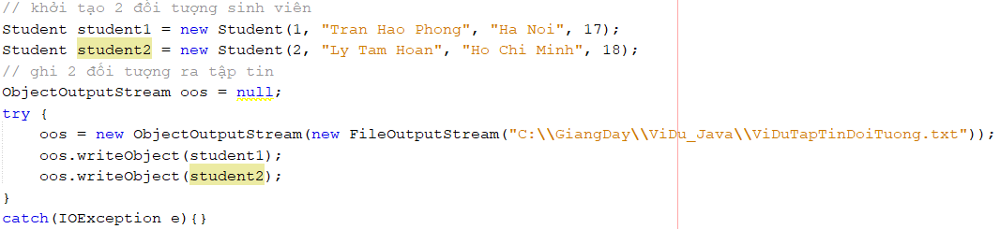 // khởi tạo 2 đối tượng sinh viên
Student student1 = new Student(1, "Tran Hao Phong", "Ha Noi", 17);
Student student2 = new Student(2, "Ly Tam Hoan", "Ho Chi Minh", 18);
// ghi 2 đối tượng ra tập tin
ObjectOutputStream oos = null;
try {
    oos = new ObjectOutputStream(new FileOutputStream("C:\\GiangDay\\ViDu_Java\\ViDuTapTinDoiTuong.txt"));
    oos.writeObject(student1);
    oos.writeObject(student2);
}
catch(IOException e){}